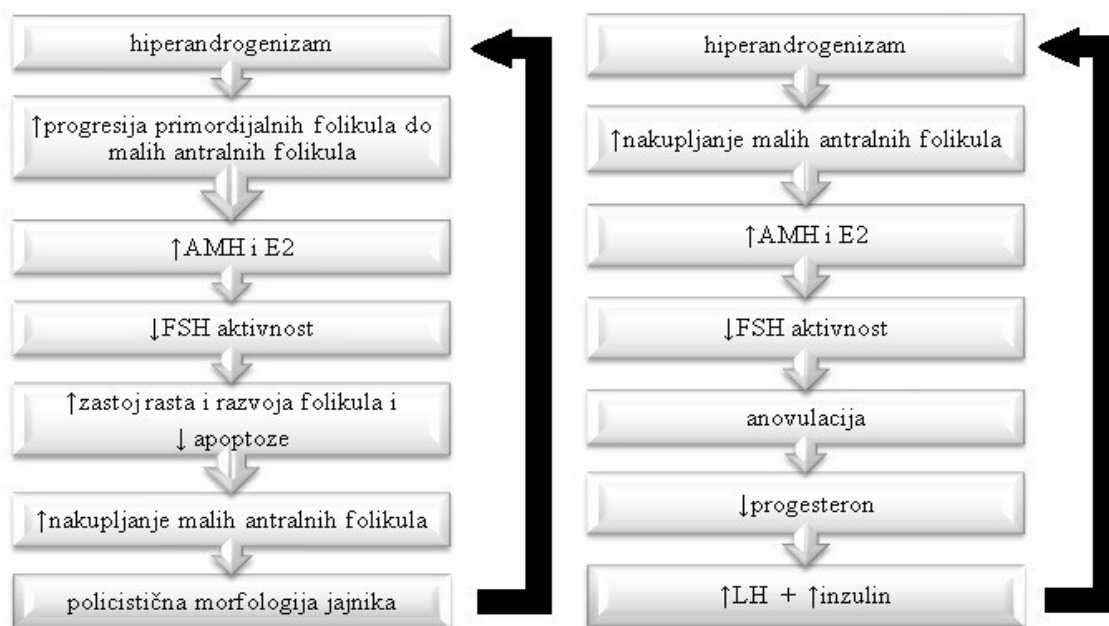 hiperandrogenizam
↑progresija primordijalnih folikula do
malih antralnih folikula
↑AMH i E2
↓FSH aktivnost
↑zastoj rasta i razvoja folikula i
↓ apoptoze
↑nakupljanje malih antralnih folikula
policistična morfologija jajnika
hiperandrogenizam
↑nakupljanje malih antralnih folikula
↑AMH i E2
↓FSH aktivnost
anovulacija
↓progesteron
↑LH + ↑inzulin